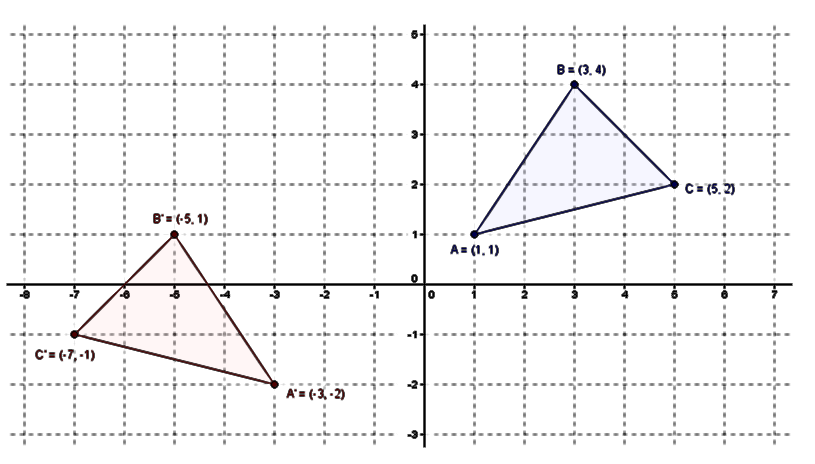 5
B = (3, 4)
4
3
2
C = (5, 2)
B' = (-5, 1)
1
A = (1, 1)
0
-8 -7 -6 -5 -4 -3 -2 -1 0 1 2 3 4 5 6 7
-1
C' = (-7, -1)
-2
A' = (-3, -2)
-3